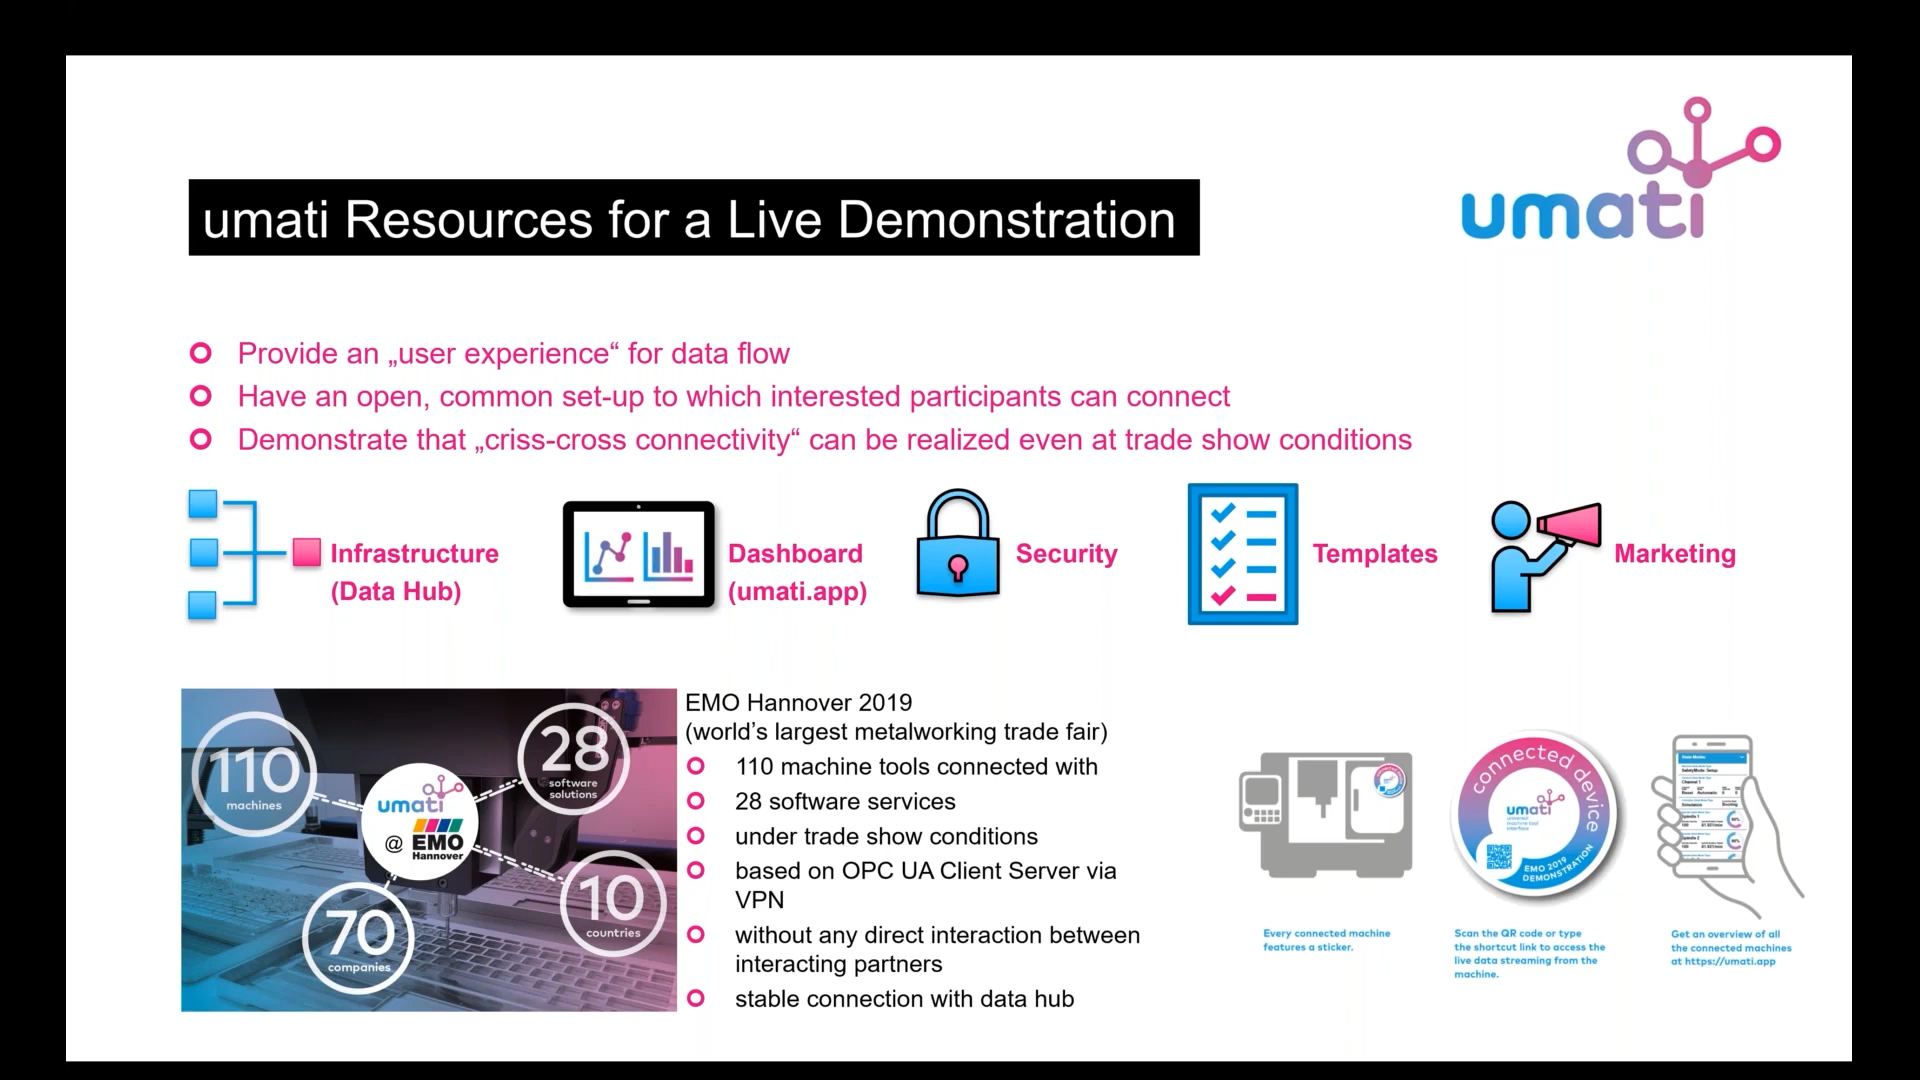 umati
umati Resources for a Live Demonstration
Provide an „user experience“ for data flow
Have an open, common set-up to which interested participants can connect
Demonstrate that „criss-cross connectivity“ can be realized even at trade show conditions
Infrastructure
(Data Hub)
Dashboard
(umati.app)
Security
Templates
Marketing
110
machines
28
software
solutions
umati
@ EMO
Hannover
70
companies
10
countries
EMO Hannover 2019
(world’s largest metalworking trade fair)
110 machine tools connected with
28 software services
under trade show conditions
based on OPC UA Client Server via
VPN
without any direct interaction between
interacting partners
stable connection with data hub
connected device
umati
universal
machine tool
interface
EMO 2019
DEMONSTRATION
Every connected machine
features a sticker.
Scan the QR code or type
the shortcut link to access the
live data streaming from the
machine.
Get an overview of all
the connected machines
at https://umati.app